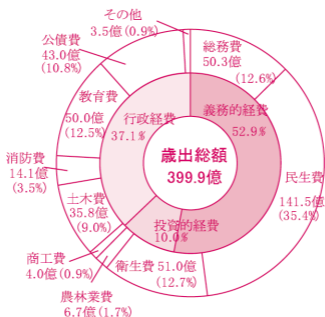 その他
3.5億(0.9%)
総務費
50.3億
(12.6%)
公債費
43.0億
(10.8%)
教育費
50.0億
(12.5%)
行政経費
37.1%
義務的経費
52.9%
歳出総額
399.9億
民生費
141.5億
(35.4%)
消防費
14.1億
(3.5%)
土木費
35.8億
(9.0%)
投資的経費
10.0%
商工費
4.0億(0.9%)
衛生費51.0億
(12.7%)
農林業費
6.7億(1.7%)